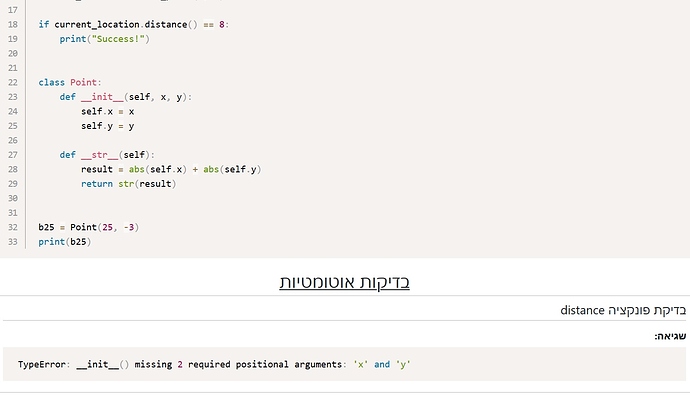 17
18 if current_location.distance() == 8:
19     print("Success!")
20
21
22 class Point:
23     def __init__(self, x, y):
24         self.x = x
25         self.y = y
26
27     def __str__(self):
28         result = abs(self.x) + abs(self.y)
29         return str(result)
30
31
32 b25 = Point(25, -3)
33 print(b25)
בדיקות אוטומטיות
בדיקת פונקציה distance
שגיאה:
TypeError: __init__() missing 2 required positional arguments: 'x' and 'y'